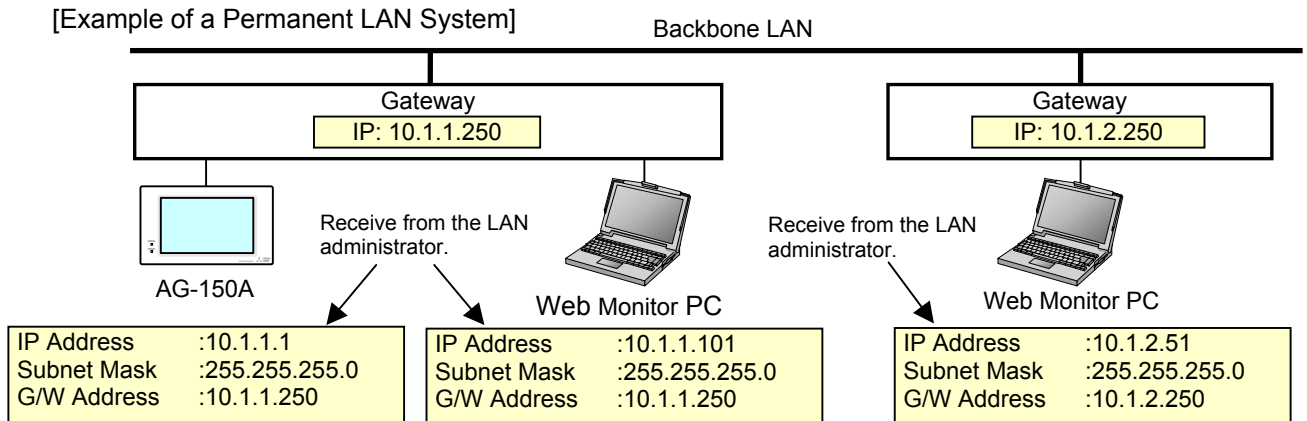 [Example of a Permanent LAN System]
Backbone LAN
Gateway
IP: 10.1.1.250
Gateway
IP: 10.1.2.250
Receive from the LAN
administrator.
Receive from the LAN
administrator.
AG-150A
Web Monitor PC
Web Monitor PC
IP Address :10.1.1.1
Subnet Mask :255.255.255.0
G/W Address :10.1.1.250
IP Address :10.1.1.101
Subnet Mask :255.255.255.0
G/W Address :10.1.1.250
IP Address :10.1.2.51
Subnet Mask :255.255.255.0
G/W Address :10.1.2.250